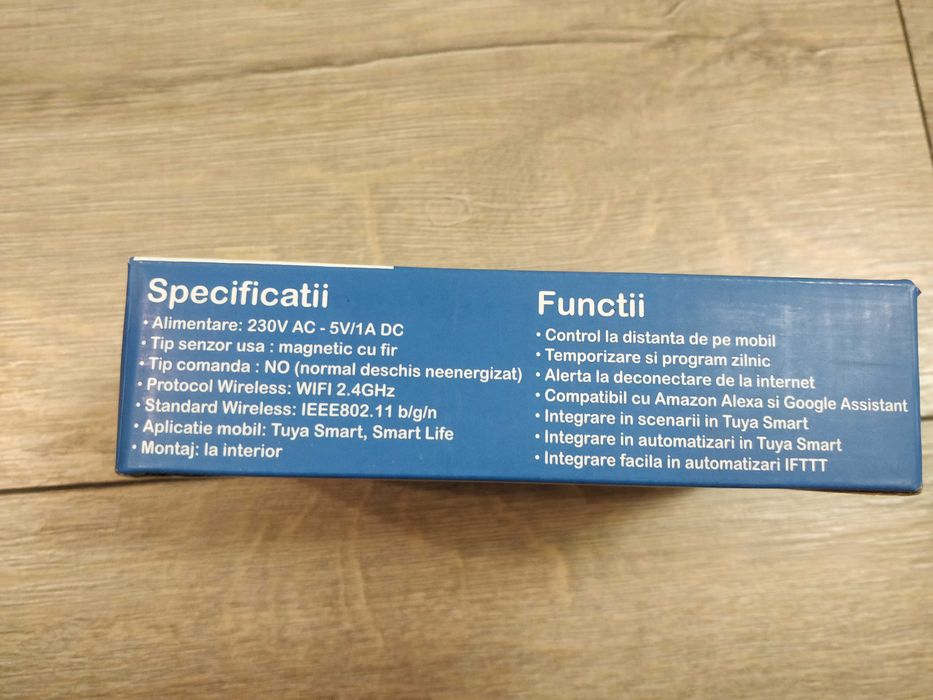 Specificatii
• Alimentare: 230V AC - 5V/1A DC
• Tip senzor usa : magnetic cu fir
• Tip comanda : NO (normal deschis neenergizat)
• Protocol Wireless: WIFI 2.4GHz
• Standard Wireless: IEEE802.11 b/g/n
• Aplicatie mobil: Tuya Smart, Smart Life
• Montaj: la interior
Functii
• Control la distanta de pe mobil
• Temporizare si program zilnic
• Alerta la deconectare de la internet
• Compatibil cu Amazon Alexa si Google Assistant
• Integrare in scenarii in Tuya Smart
• Integrare in automatizari in Tuya Smart
• Integrare facila in automatizari IFTTT